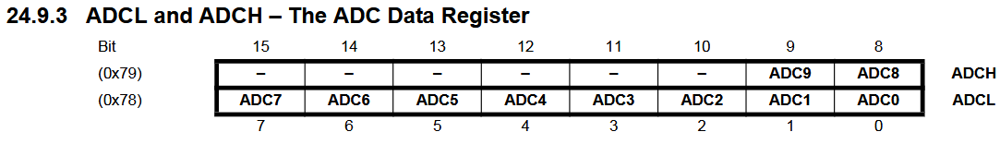 24.9.3 ADCL and ADCH – The ADC Data Register
Bit 15 14 13 12 11 10 9 8
(0x79) – – – – – – ADC9 ADC8 ADCH
(0x78) ADC7 ADC6 ADC5 ADC4 ADC3 ADC2 ADC1 ADC0 ADCL
7 6 5 4 3 2 1 0